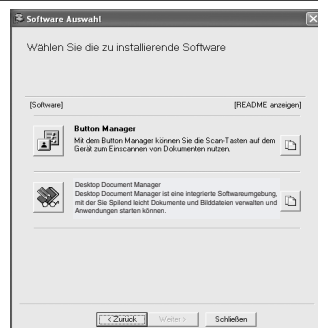 Software Auswahl
Wählen Sie die zu installierende Software
[Software] [README anzeigen]
Button Manager
Mit dem Button Manager können Sie die Scan-Tasten auf dem
Gerät zum Einscannen von Dokumenten nutzen.
Desktop Document Manager
Desktop Document Manager ist eine integrierte Softwareumgebung,
mit der Sie Spilend leicht Dokumente und Bilddateien verwalten und
Anwendungen starten können.
< Zurück Weiter > Schließen